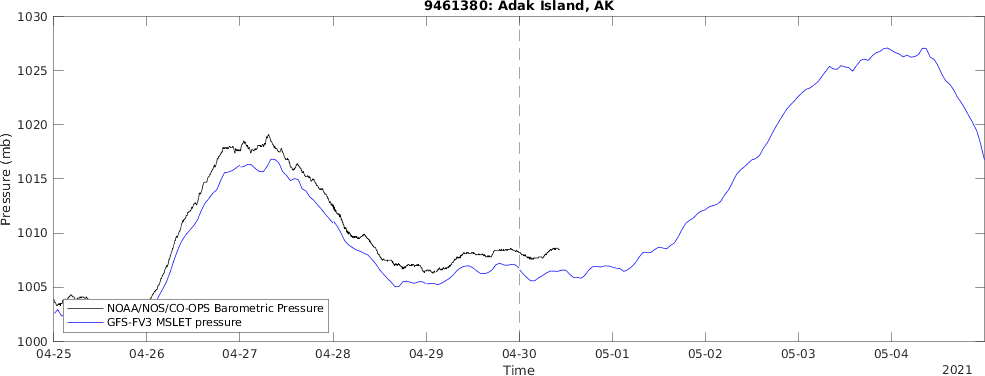 9461380: Adak Island, AK
1030
1025
1020
1015
1010
1005
1000
Pressure (mb)
NOAA/NOS/CO-OPS Barometric Pressure
GFS-FV3 MSLET pressure
04-25 04-26 04-27 04-28 04-29 04-30 05-01 05-02 05-03 05-04
Time
2021